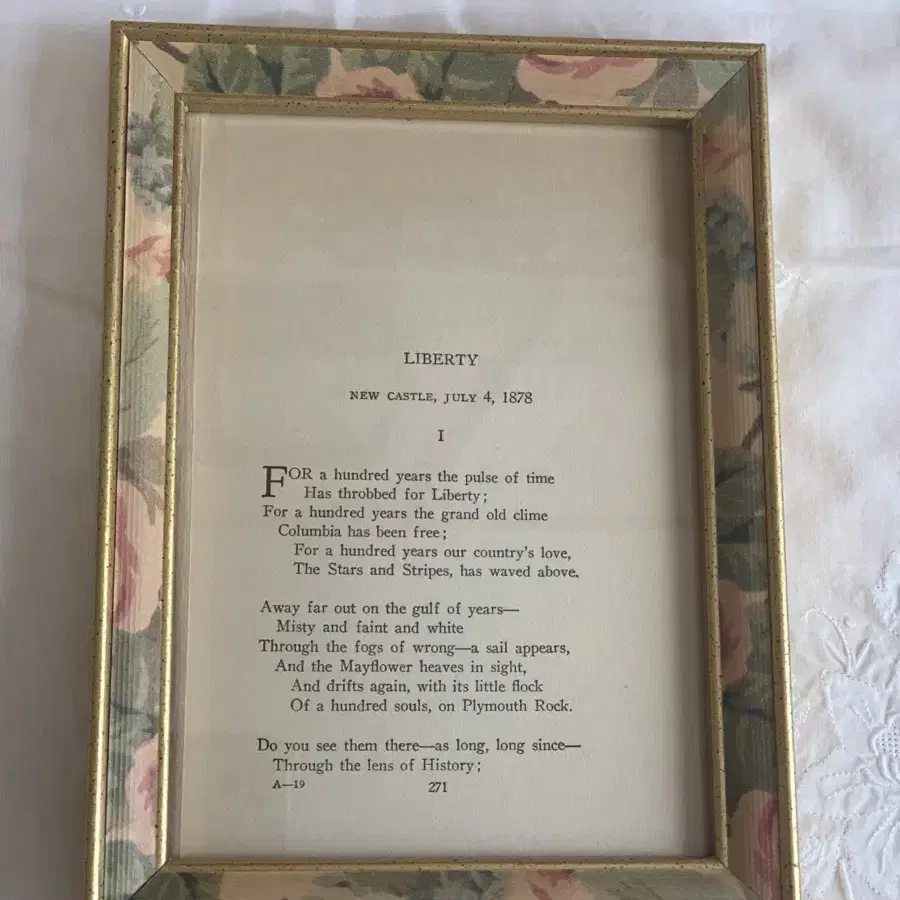 LIBERTY
NEW CASTLE, JULY 4, 1878
I
FOR a hundred years the pulse of time
Has throbbed for Liberty;
For a hundred years the grand old clime
Columbia has been free;
For a hundred years our country's love,
The Stars and Stripes, has waved above.
Away far out on the gulf of years—
Misty and faint and white
Through the fogs of wrong—a sail appears,
And the Mayflower heaves in sight,
And drifts again, with its little flock
Of a hundred souls, on Plymouth Rock.
Do you see them there—as long, long since—
Through the lens of History;
A—19 271